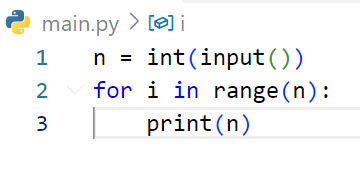 main.py > i
1 n = int(input())
2 for i in range(n):
3     print(n)